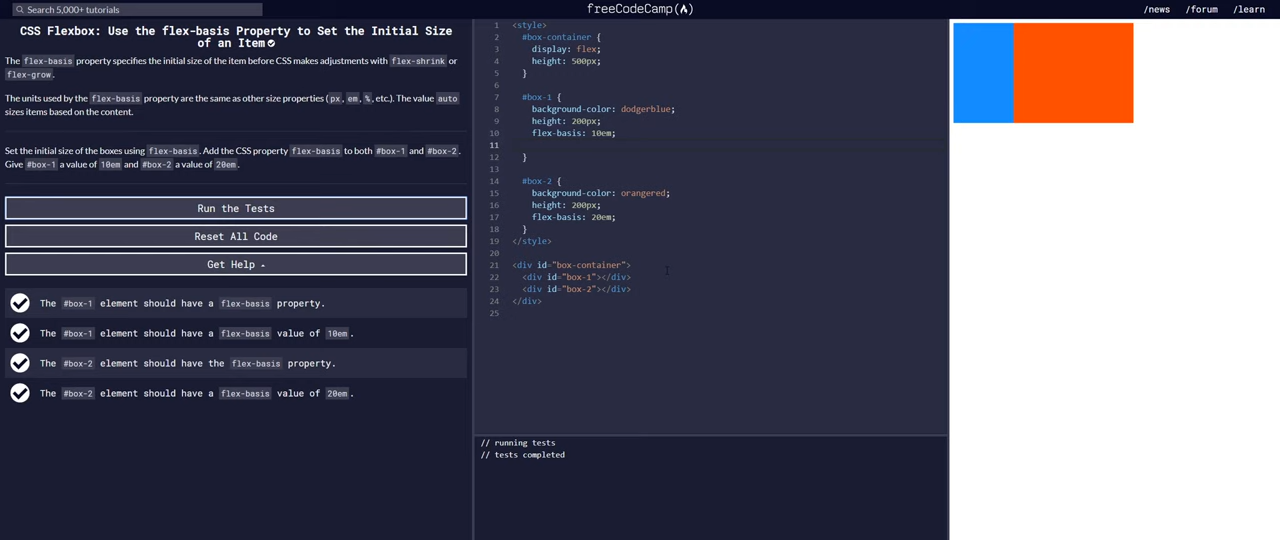 Search 5,000+ tutorials
freeCodeCamp
/news /forum /learn
CSS Flexbox: Use the flex-basis Property to Set the Initial Size
of an Item
The flex-basis property specifies the initial size of the item before CSS makes adjustments with flex-shrink or
flex-grow.
The units used by the flex-basis property are the same as other size properties (px, em, %, etc.). The value auto
sizes items based on the content.
Set the initial size of the boxes using flex-basis. Add the CSS property flex-basis to both #box-1 and #box-2.
Give #box-1 a value of 10em and #box-2 a value of 20em.
Run the Tests
Reset All Code
Get Help
The #box-1 element should have a flex-basis property.
The #box-1 element should have a flex-basis value of 10em.
The #box-2 element should have the flex-basis property.
The #box-2 element should have a flex-basis value of 20em.
1 <style>
2 #box-container {
3 display: flex;
4 height: 500px;
5 }
6
7 #box-1 {
8 background-color: dodgerblue;
9 height: 200px;
10 flex-basis: 10em;
11
12 }
13
14 #box-2 {
15 background-color: orangered;
16 height: 200px;
17 flex-basis: 20em;
18 }
19 </style>
20
21 <div id="box-container">
22 <div id="box-1"></div>
23 <div id="box-2"></div>
24 </div>
25
// running tests
// tests completed